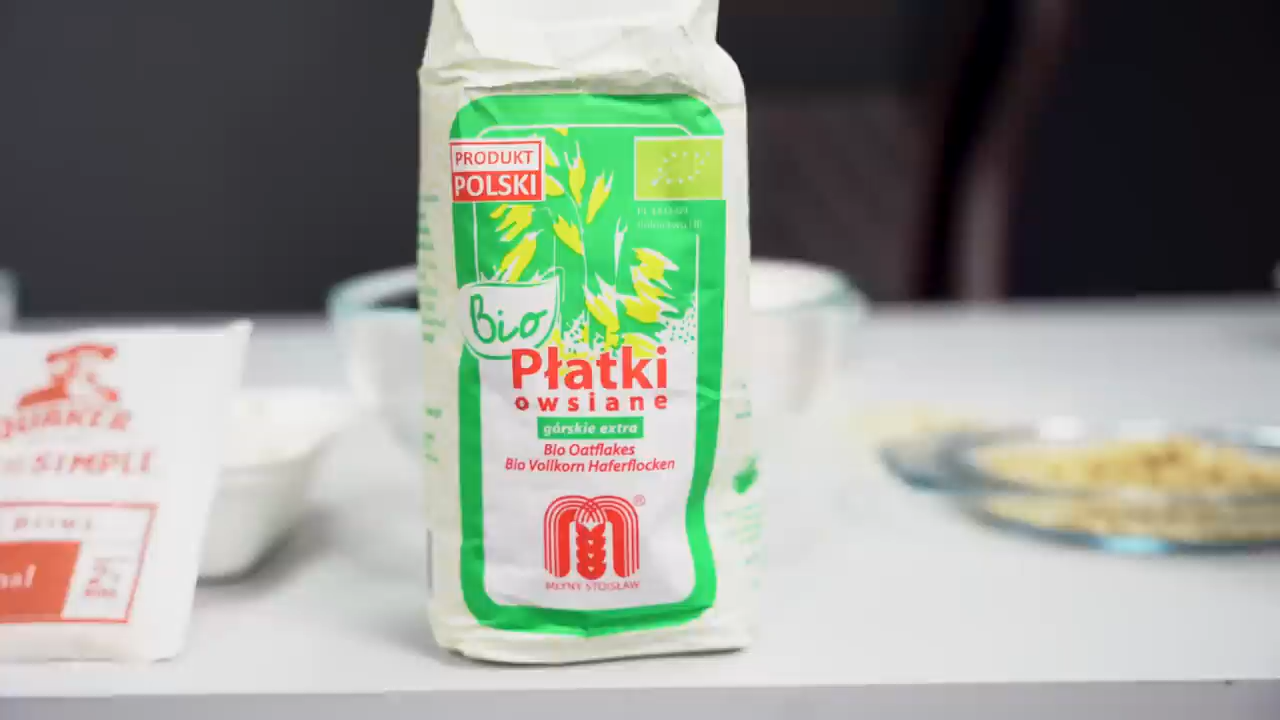 PRODUKT
POLSKI
Bio
Płatki
owsiane
górskie extra
Bio Oatflakes
Bio Vollkorn Haferflocken
®
MŁYNY STOISŁAW
QUAKER
SIMPLE